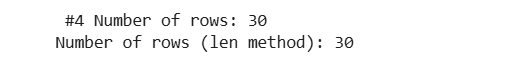 #4 Number of rows: 30
Number of rows (len method): 30